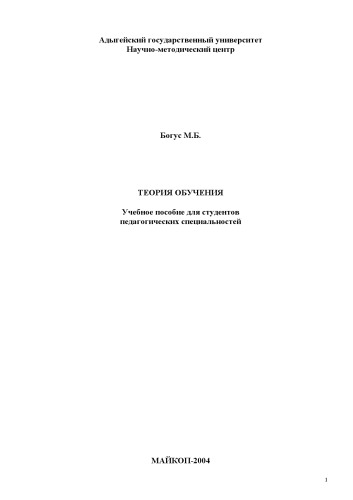 Адыгейский государственный университет
Научно-методический центр
Богус М.Б.
ТЕОРИЯ ОБУЧЕНИЯ
Учебное пособие для студентов
педагогических специальностей
МАЙКОП-2004
1